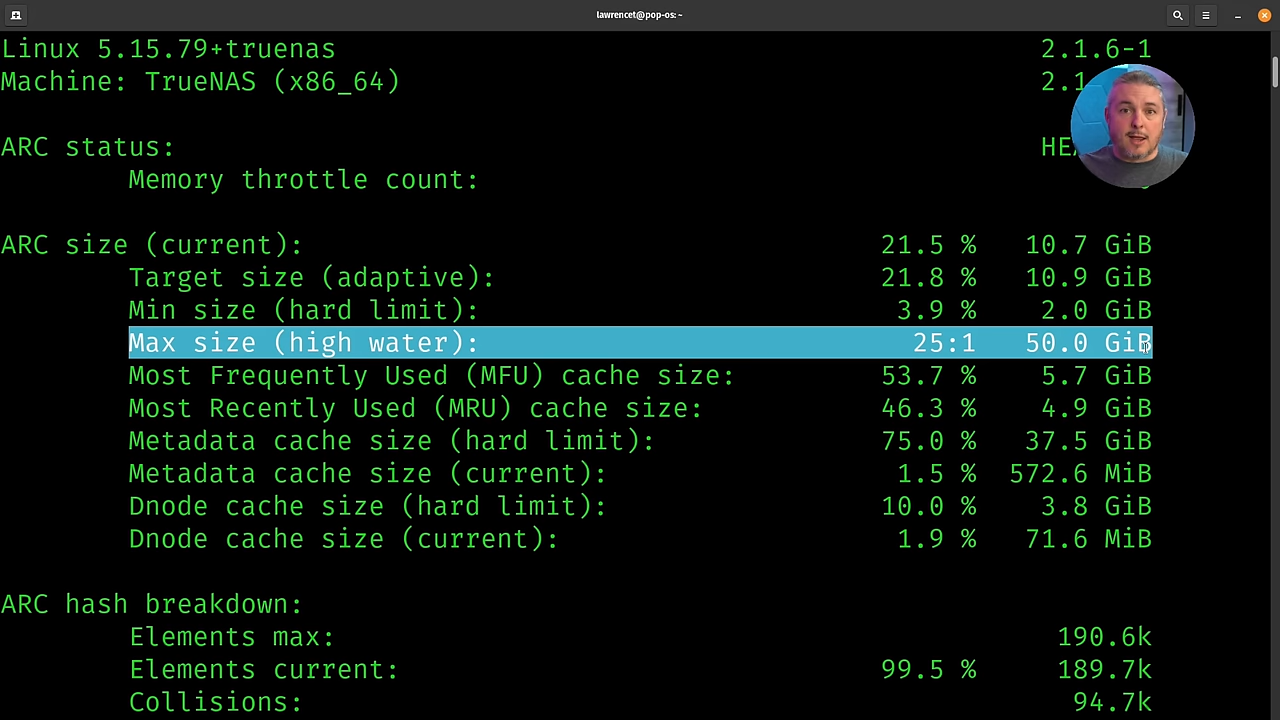 lawrencet@pop-os: ~
Linux 5.15.79+truenas 2.1.6-1
Machine: TrueNAS (x86_64) 2.1
ARC status:
Memory throttle count:
ARC size (current): 21.5 % 10.7 GiB
Target size (adaptive): 21.8 % 10.9 GiB
Min size (hard limit): 3.9 % 2.0 GiB
Max size (high water): 25:1 50.0 GiB
Most Frequently Used (MFU) cache size: 53.7 % 5.7 GiB
Most Recently Used (MRU) cache size: 46.3 % 4.9 GiB
Metadata cache size (hard limit): 75.0 % 37.5 GiB
Metadata cache size (current): 1.5 % 572.6 MiB
Dnode cache size (hard limit): 10.0 % 3.8 GiB
Dnode cache size (current): 1.9 % 71.6 MiB
ARC hash breakdown:
Elements max: 190.6k
Elements current: 99.5 % 189.7k
Collisions: 94.7k